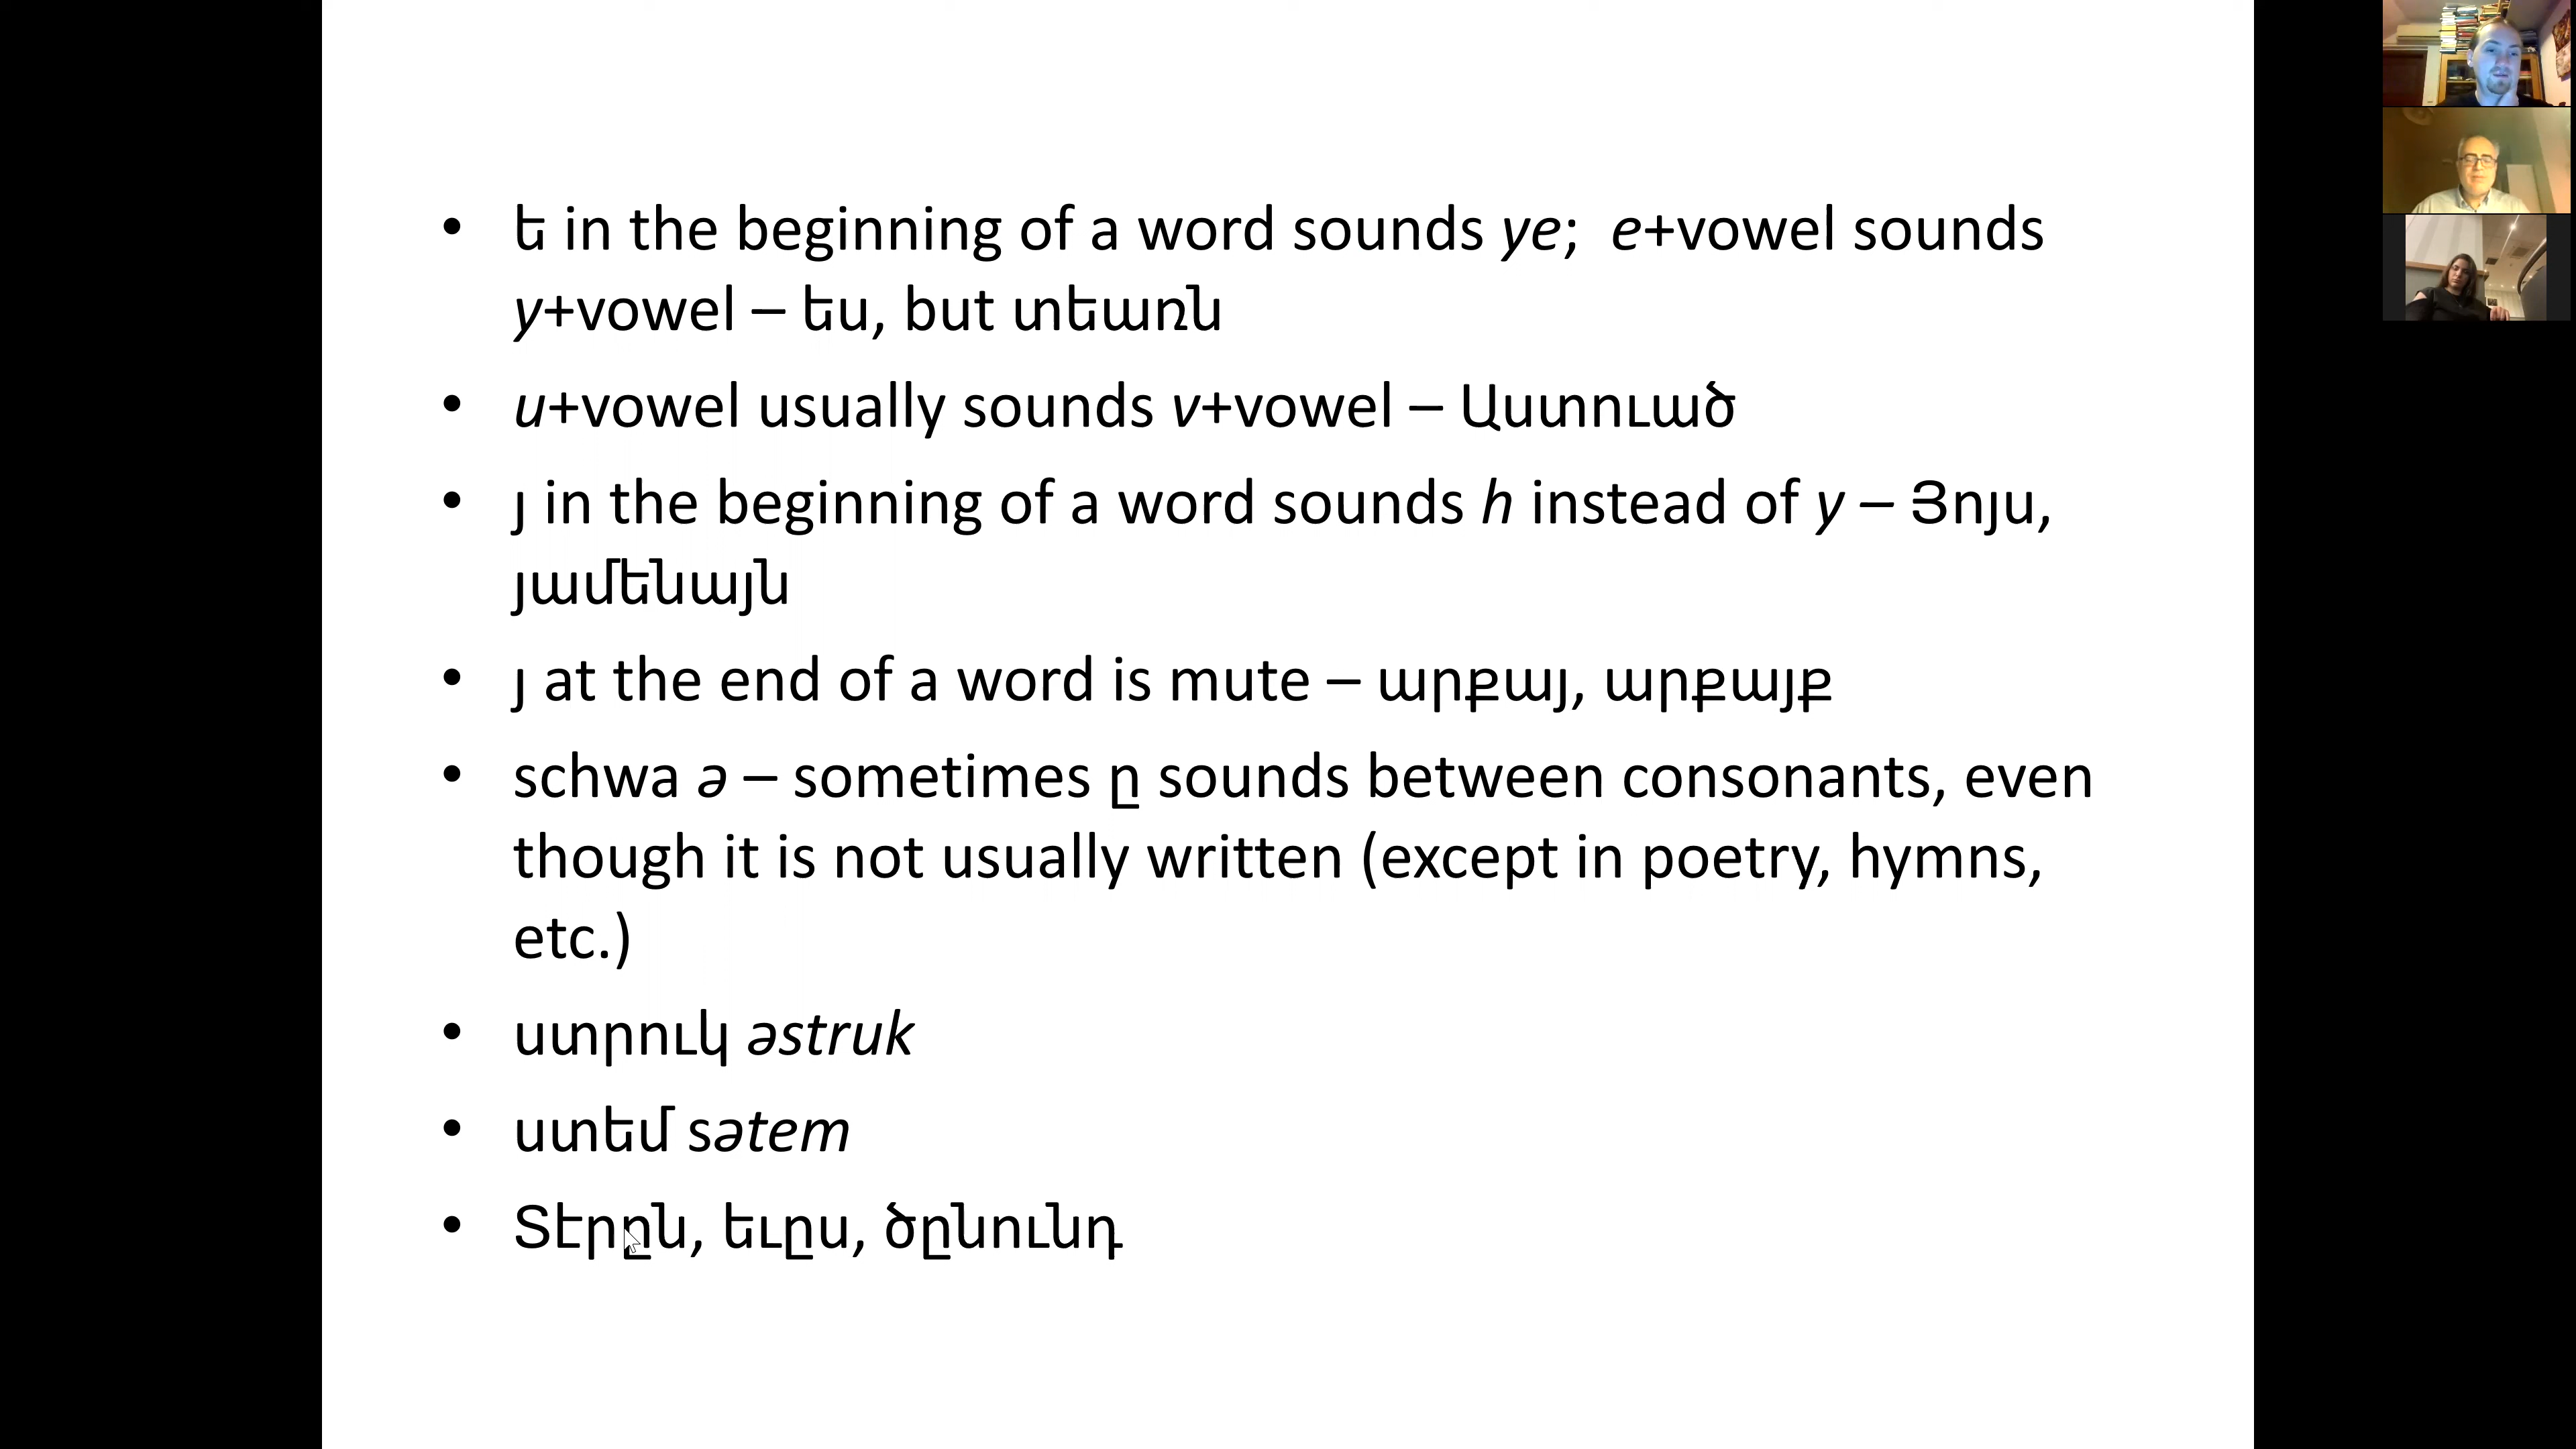 • ե in the beginning of a word sounds ye;  e+vowel sounds
y+vowel – ես, but տեառն
• u+vowel usually sounds v+vowel – Աստուած
• յ in the beginning of a word sounds h instead of y – Յոյս,
յամենայն
• յ at the end of a word is mute – արքայ, արքայք
• schwa ə – sometimes ը sounds between consonants, even
though it is not usually written (except in poetry, hymns,
etc.)
• ստրուկ əstruk
• ստեմ sətem
• Տէրըն, եւըս, ծընունդ